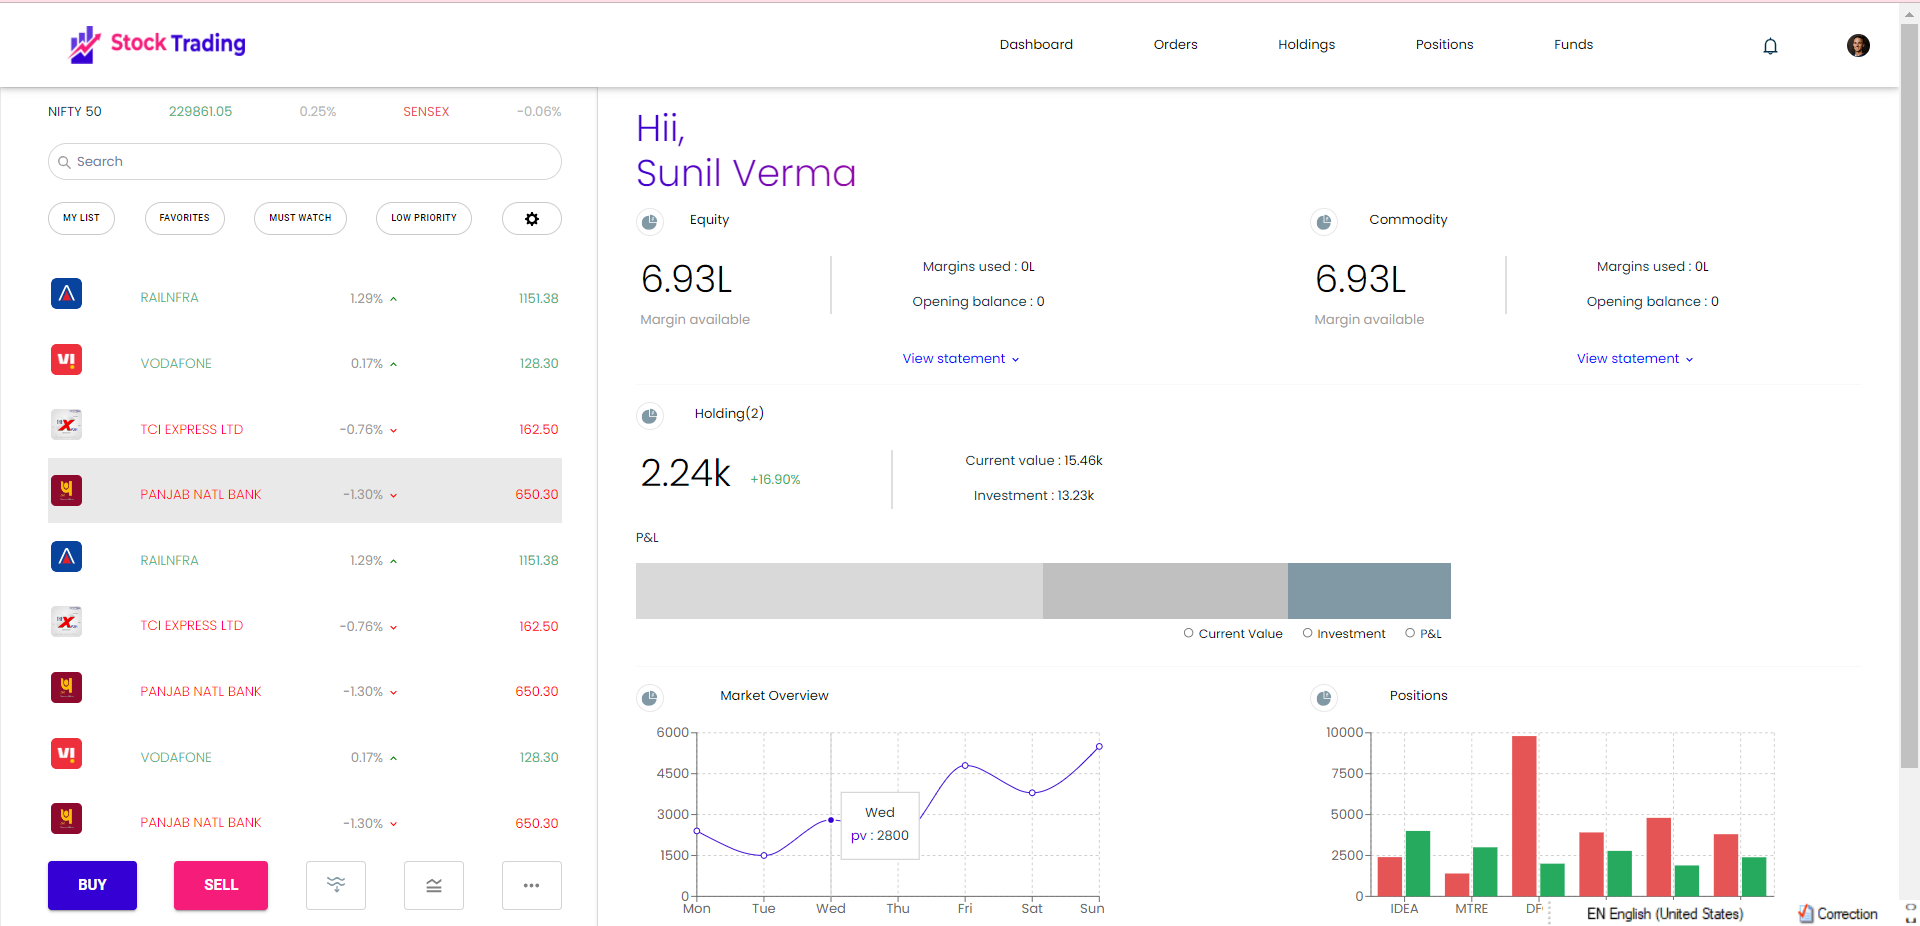 Stock Trading
Dashboard
Orders
Holdings
Positions
Funds
NIFTY 50 229861.05 0.25% SENSEX -0.06%
Search
MY LIST FAVORITES MUST WATCH LOW PRIORITY
RAILNFRA 1.29% 1151.38
VODAFONE 0.17% 128.30
TCI EXPRESS LTD -0.76% 162.50
PANJAB NATL BANK -1.30% 650.30
RAILNFRA 1.29% 1151.38
TCI EXPRESS LTD -0.76% 162.50
PANJAB NATL BANK -1.30% 650.30
VODAFONE 0.17% 128.30
PANJAB NATL BANK -1.30% 650.30
BUY SELL
Hii,
Sunil Verma
Equity
6.93L
Margin available
Margins used : 0L
Opening balance : 0
View statement
Commodity
6.93L
Margin available
Margins used : 0L
Opening balance : 0
View statement
Holding(2)
2.24k +16.90%
Current value : 15.46k
Investment : 13.23k
P&L
Current Value Investment P&L
Market Overview
6000
4500
3000
1500
0
Wed
pv : 2800
Mon Tue Wed Thu Fri Sat Sun
Positions
10000
7500
5000
2500
0
IDEA MTRE
EN English (United States) Correction